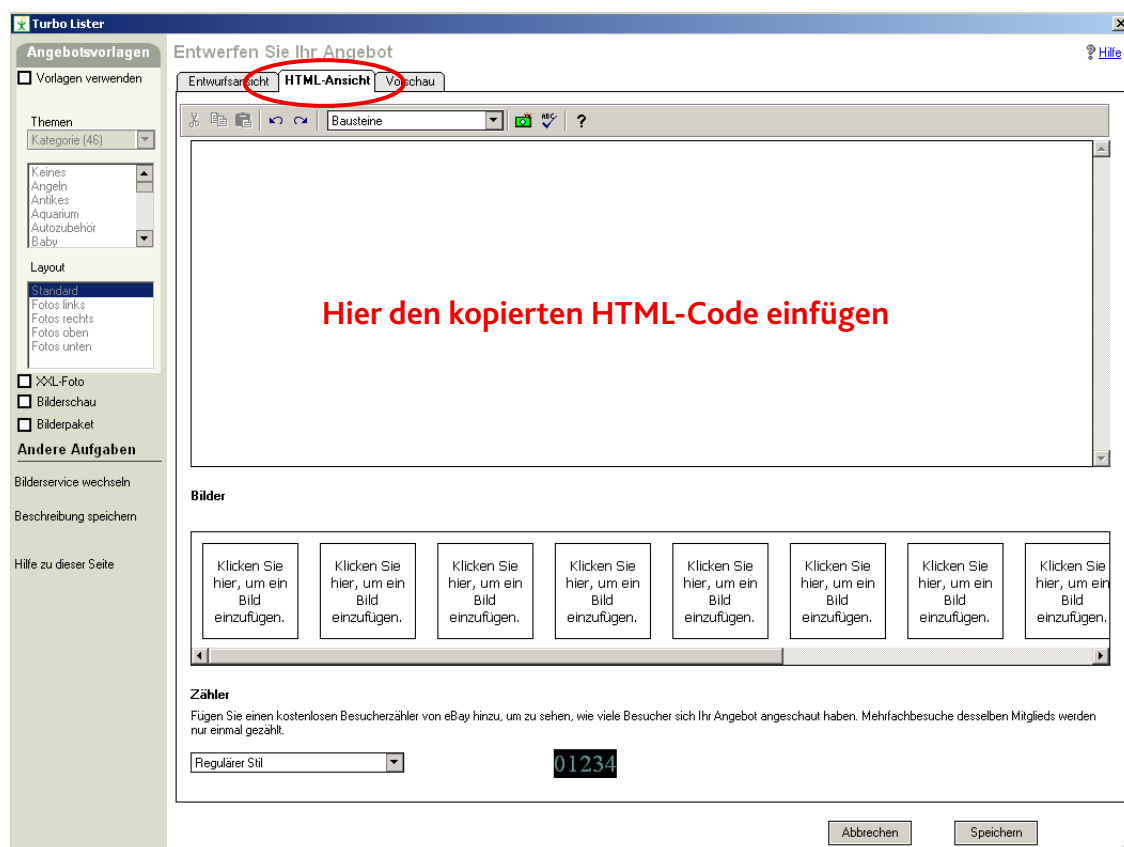 Turbo Lister
Angebotsvorlagen
Vorlagen verwenden
Themen
Kategorie (46)
Keines
Angeln
Antikes
Aquarium
Autozubehör
Baby
Layout
Standard
Fotos links
Fotos rechts
Fotos oben
Fotos unten
XXL-Foto
Bilderschau
Bilderpaket
Andere Aufgaben
Bilderservice wechseln
Beschreibung speichern
Hilfe zu dieser Seite
Entwerfen Sie Ihr Angebot
? Hilfe
Entwurfsansicht HTML-Ansicht Vorschau
Bausteine ABC ?
Hier den kopierten HTML-Code einfügen
Bilder
Klicken Sie
hier, um ein
Bild
einzufügen.
Klicken Sie
hier, um ein
Bild
einzufügen.
Klicken Sie
hier, um ein
Bild
einzufügen.
Klicken Sie
hier, um ein
Bild
einzufügen.
Klicken Sie
hier, um ein
Bild
einzufügen.
Klicken Sie
hier, um ein
Bild
einzufügen.
Klicken Sie
hier, um ein
Bild
einzufügen.
Klicken Sie
hier, um ein
Bild
einzufügen.
Zähler
Fügen Sie einen kostenlosen Besucherzähler von eBay hinzu, um zu sehen, wie viele Besucher sich Ihr Angebot angeschaut haben. Mehrfachbesuche desselben Mitglieds werden
nur einmal gezählt.
Regulärer Stil
01234
Abbrechen Speichern